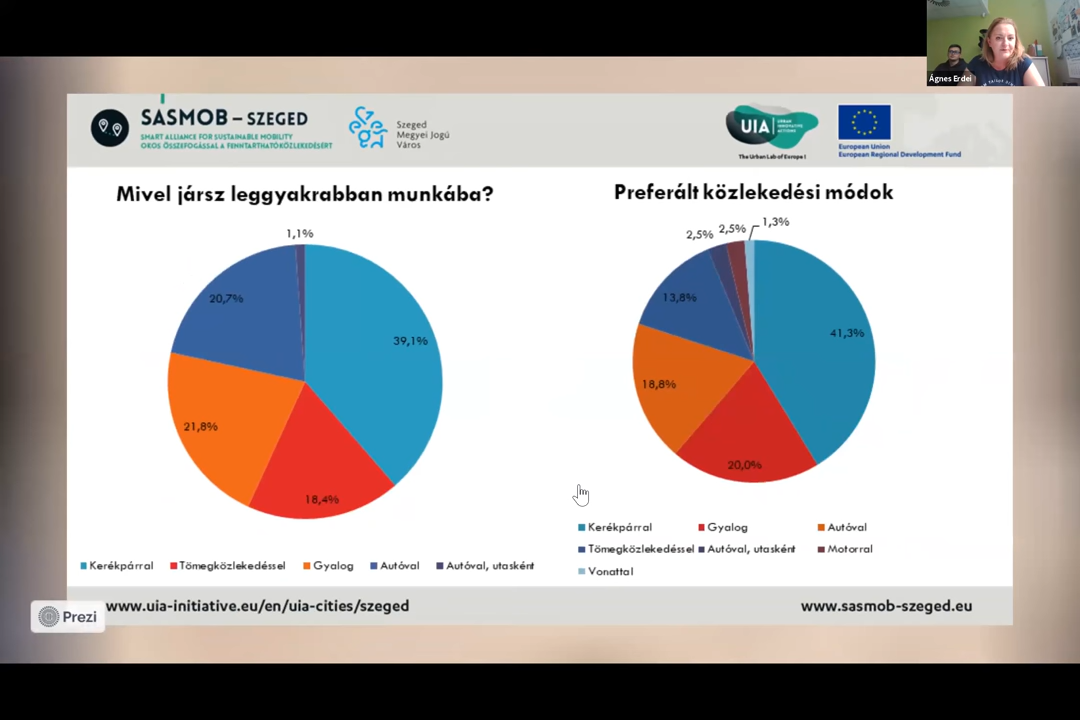 Ágnes Erdei
SASMOB – SZEGED
SMART ALLIANCE FOR SUSTAINABLE MOBILITY
OKOS ÖSSZEFOGÁSSAL A FENNTARTHATÓ KÖZLEKEDÉSÉRT
Szeged
Megyei Jogú
Város
UIA
URBAN
INNOVATIVE
ACTIONS
The Urban Lab of Europe !
European Union
European Regional Development Fund
Mivel jársz leggyakrabban munkába?
1,1%
20,7%
39,1%
21,8%
18,4%
Kerékpárral Tömegközlekedéssel Gyalog Autóval Autóval, utasként
Preferált közlekedési módok
2,5% 2,5% 1,3%
13,8%
41,3%
18,8%
20,0%
Kerékpárral Gyalog Autóval
Tömegközlekedéssel Autóval, utasként Motorral
Vonattal
www.uia-initiative.eu/en/uia-cities/szeged
www.sasmob-szeged.eu
Prezi